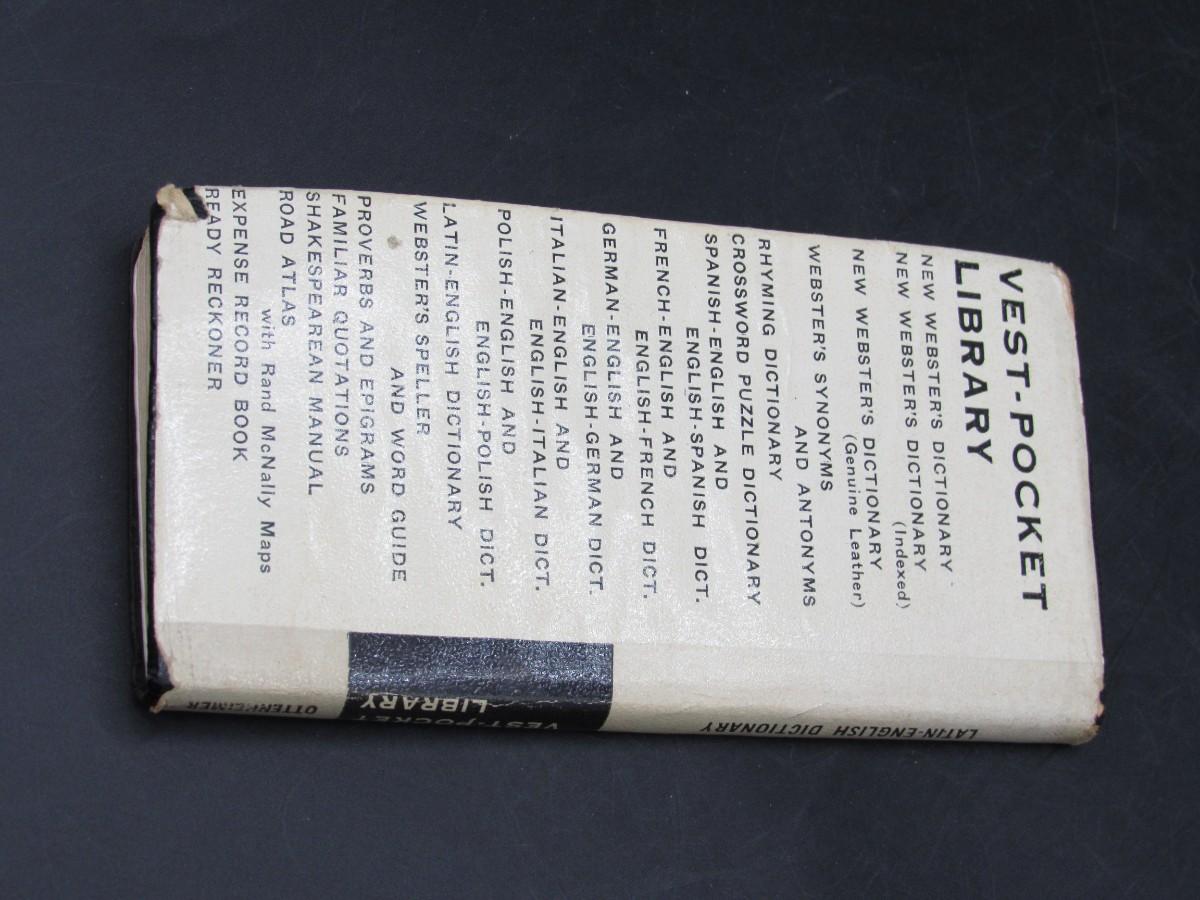 VEST-POCKET
LIBRARY
NEW WEBSTER'S DICTIONARY
NEW WEBSTER'S DICTIONARY
(Indexed)
NEW WEBSTER'S DICTIONARY
(Genuine Leather)
WEBSTER'S SYNONYMS
AND ANTONYMS
RHYMING DICTIONARY
CROSSWORD PUZZLE DICTIONARY
SPANISH-ENGLISH AND
ENGLISH-SPANISH DICT.
FRENCH-ENGLISH AND
ENGLISH-FRENCH DICT.
GERMAN-ENGLISH AND
ENGLISH-GERMAN DICT.
ITALIAN-ENGLISH AND
ENGLISH-ITALIAN DICT.
POLISH-ENGLISH AND
ENGLISH-POLISH DICT.
LATIN-ENGLISH DICTIONARY
WEBSTER'S SPELLER
AND WORD GUIDE
PROVERBS AND EPIGRAMS
FAMILIAR QUOTATIONS
SHAKESPEAREAN MANUAL
ROAD ATLAS
with Rand McNally Maps
EXPENSE RECORD BOOK
READY RECKONER
LATIN-ENGLISH DICTIONARY
VEST-POCKET
LIBRARY
OTTENHEIMER